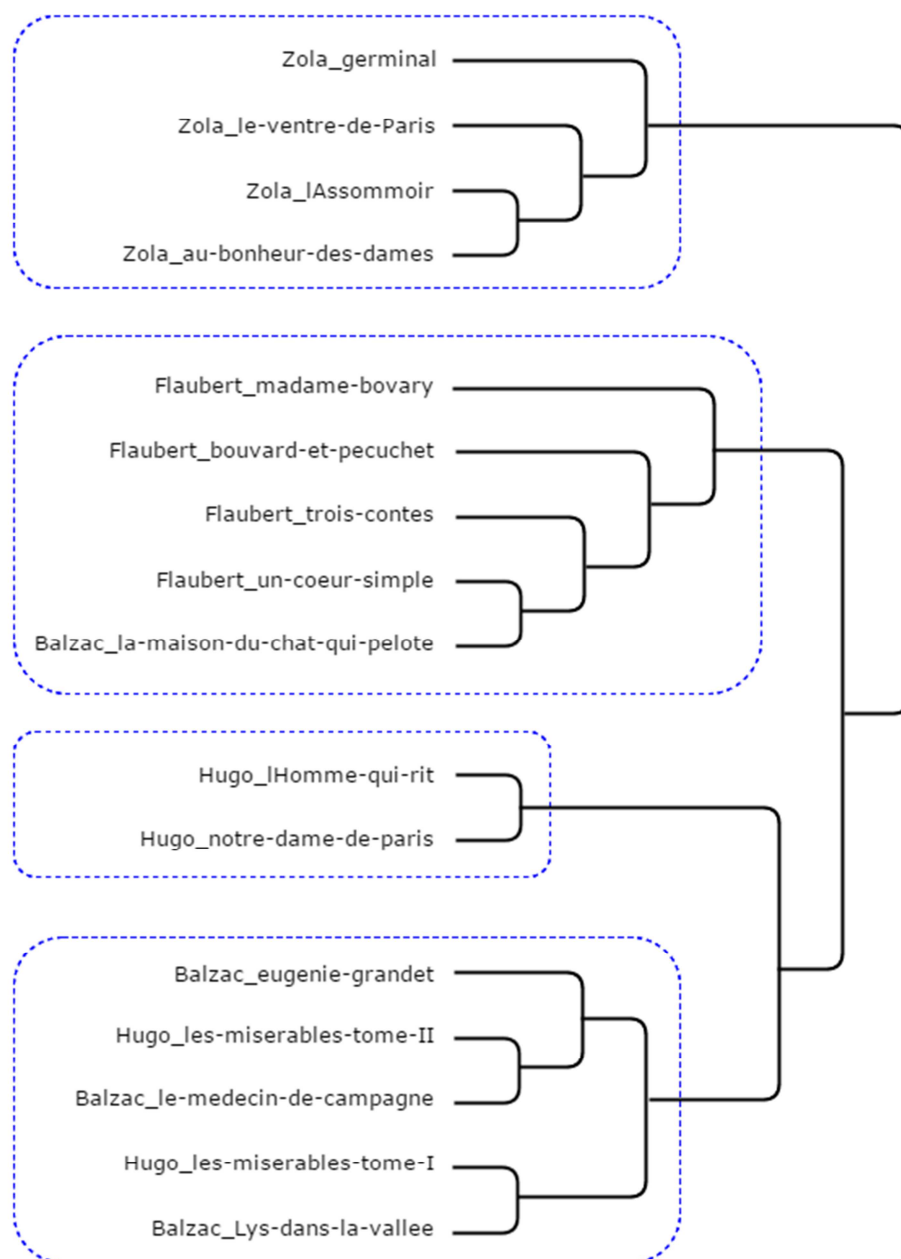 Zola_germinal
Zola_le-ventre-de-Paris
Zola_lAssommoir
Zola_au-bonheur-des-dames
Flaubert_madame-bovary
Flaubert_bouvard-et-pecuchet
Flaubert_trois-contes
Flaubert_un-coeur-simple
Balzac_la-maison-du-chat-qui-pelote
Hugo_lHomme-qui-rit
Hugo_notre-dame-de-paris
Balzac_eugenie-grandet
Hugo_les-miserables-tome-II
Balzac_le-medecin-de-campagne
Hugo_les-miserables-tome-I
Balzac_Lys-dans-la-vallee